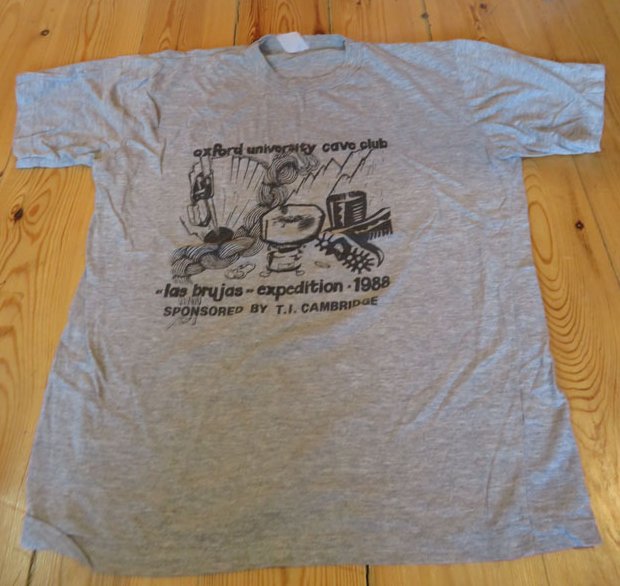 oxford university cave club
"las brujas" expedition · 1988
SPONSORED BY T.I. CAMBRIDGE